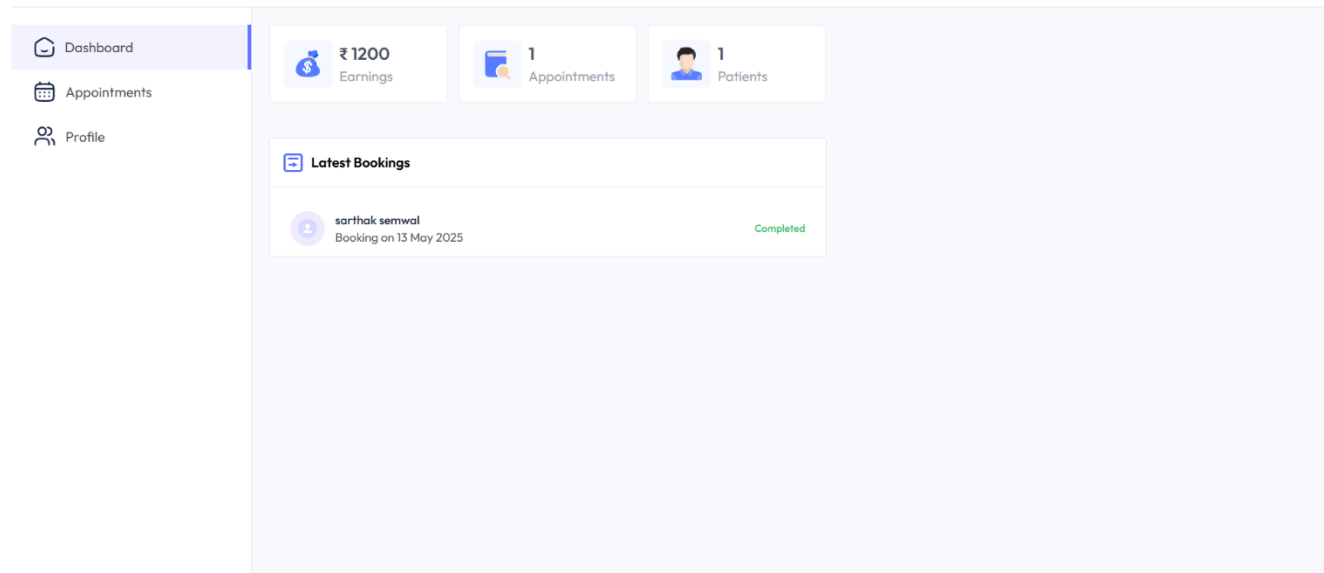 Dashboard
Appointments
Profile
₹ 1200
Earnings
1
Appointments
1
Patients
Latest Bookings
sarthak semwal
Booking on 13 May 2025
Completed